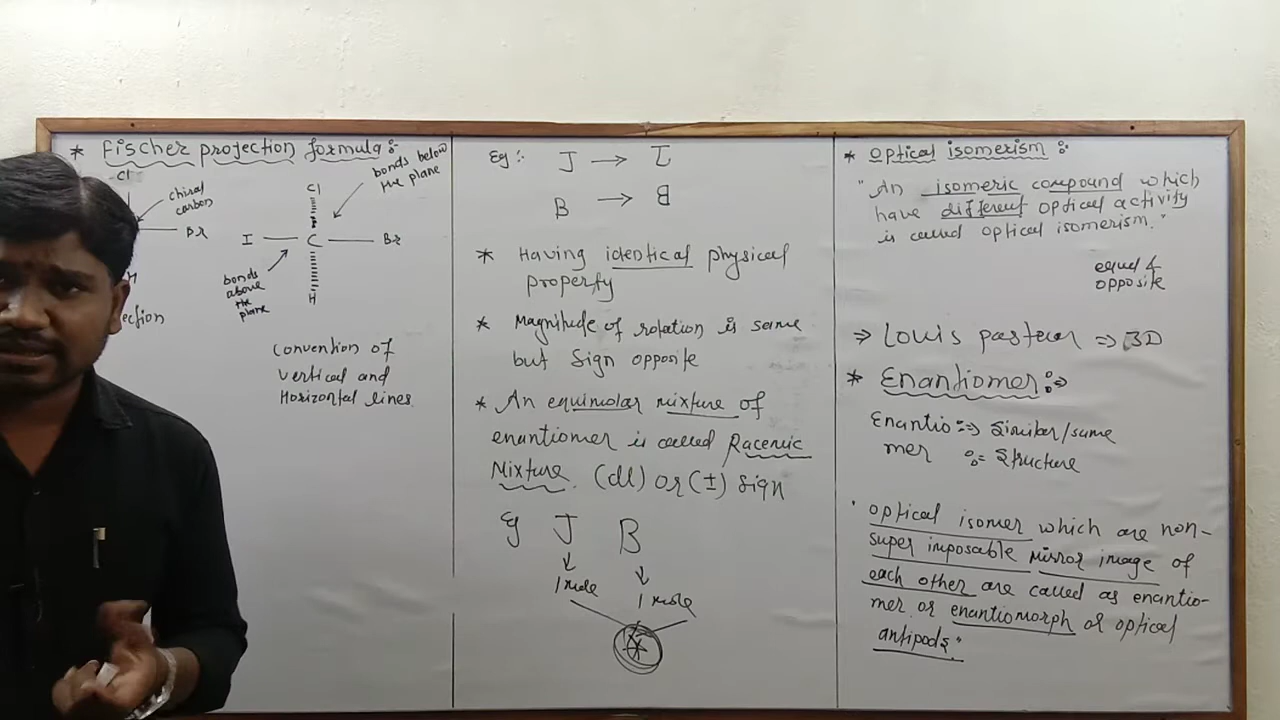 * Fischer projection formula :-
Cl
chiral
carbon
Br
Cl
bonds below
the plane
I C Br
bonds
above
the
plane
H
Convention of
vertical and
Horizontal lines.
Eg :- J → 
B → 
* Having identical physical
property
* Magnitude of rotation is same
but sign opposite
* An equimolar mixture of
enantiomer is called Racemic
Mixture. (dl) or (±) sign
Eg J B
1 mole
1 mole
* Optical isomerism :-
"An isomeric compound which
have different optical activity
is called optical isomerism."
equal &
opposite
⇒ Louis pasteur ⇒ 3D
* Enantiomer :⇒
Enantio :⇒ Similar/same
mer := Structure
"Optical isomer which are non-
super imposable mirror image of
each other are called as enantio-
mer or enantiomorph or optical
antipods"